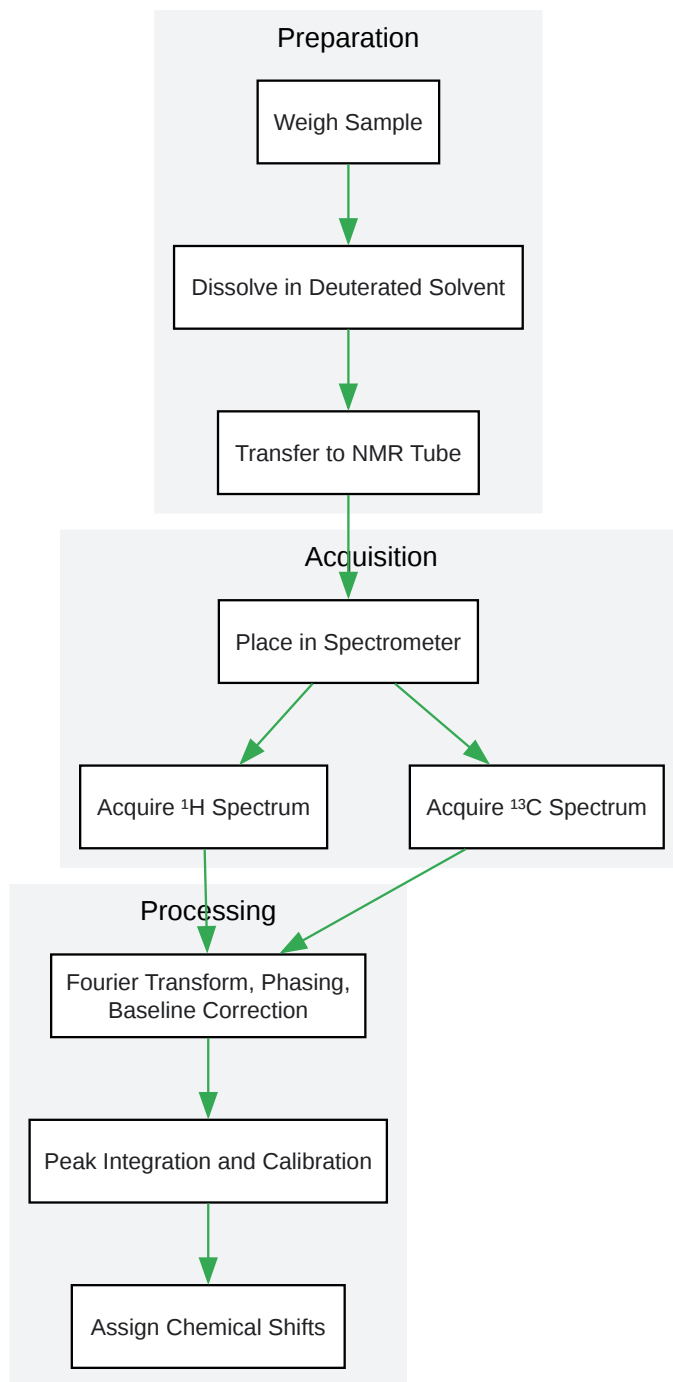 Preparation
Weigh Sample
Dissolve in Deuterated Solvent
Transfer to NMR Tube
Acquisition
Place in Spectrometer
Acquire ¹H Spectrum
Acquire ¹³C Spectrum
Processing
Fourier Transform, Phasing,
Baseline Correction
Peak Integration and Calibration
Assign Chemical Shifts